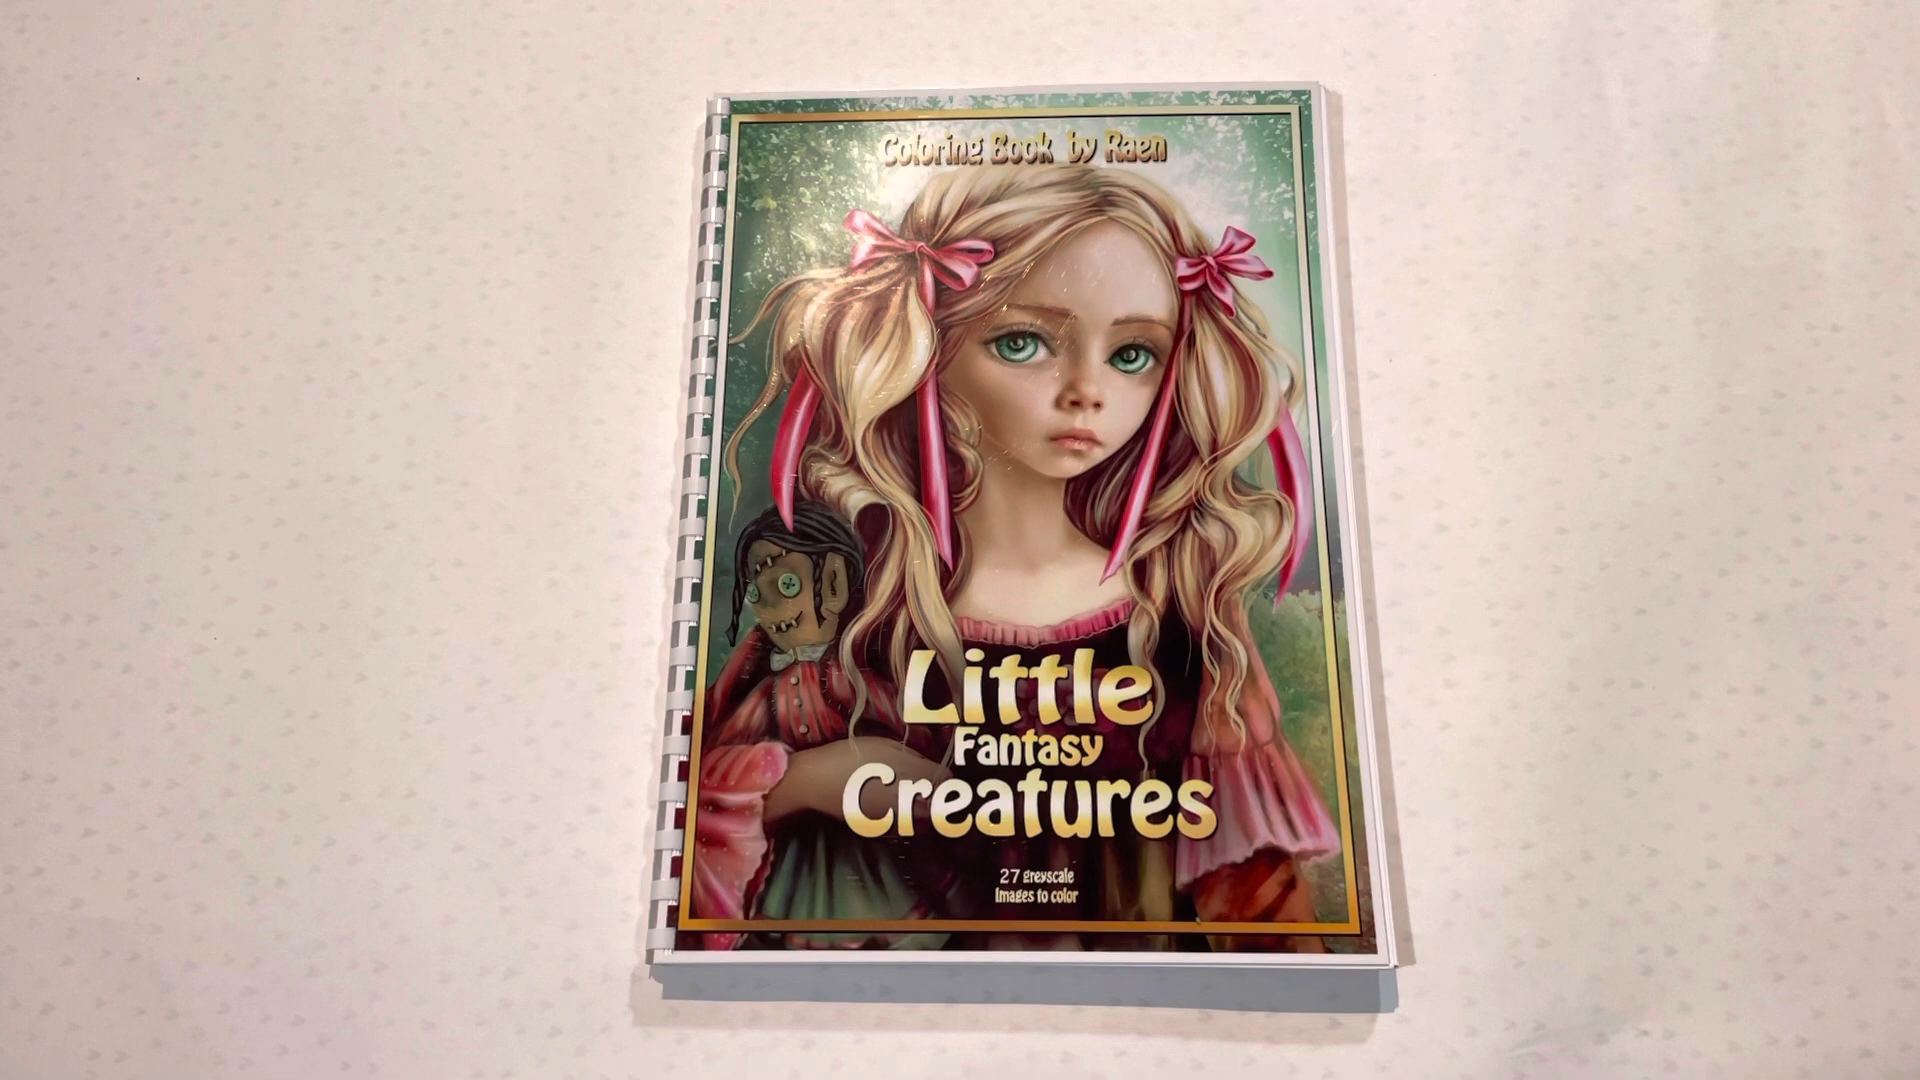 Coloring Book by Raen
Little
Fantasy
Creatures
27 greyscale
Images to color